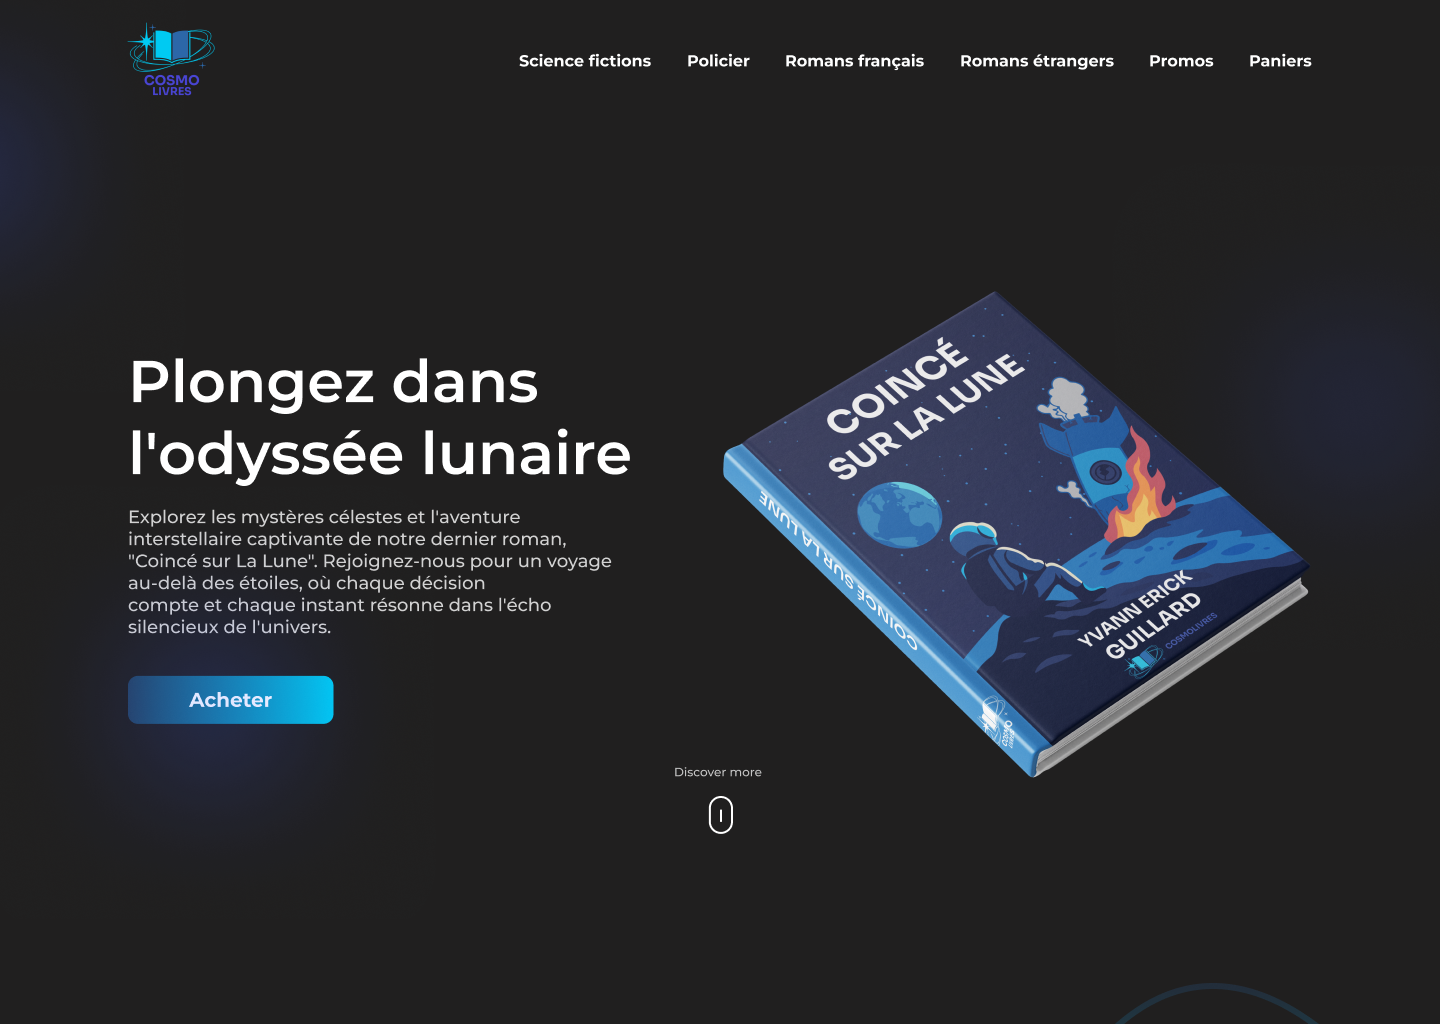 COSMO
LIVRES
Science fictions
Policier
Romans français
Romans étrangers
Promos
Paniers
Plongez dans
l'odyssée lunaire
Explorez les mystères célestes et l'aventure
interstellaire captivante de notre dernier roman,
"Coincé sur La Lune". Rejoignez-nous pour un voyage
au-delà des étoiles, où chaque décision
compte et chaque instant résonne dans l'écho
silencieux de l'univers.
Acheter
COINCÉ
SUR LA LUNE
COINCÉ SUR LA LUNE
YVANN ERICK
GUILLARD
COSMOLIVRES
COSMO
LIVRES
Discover more